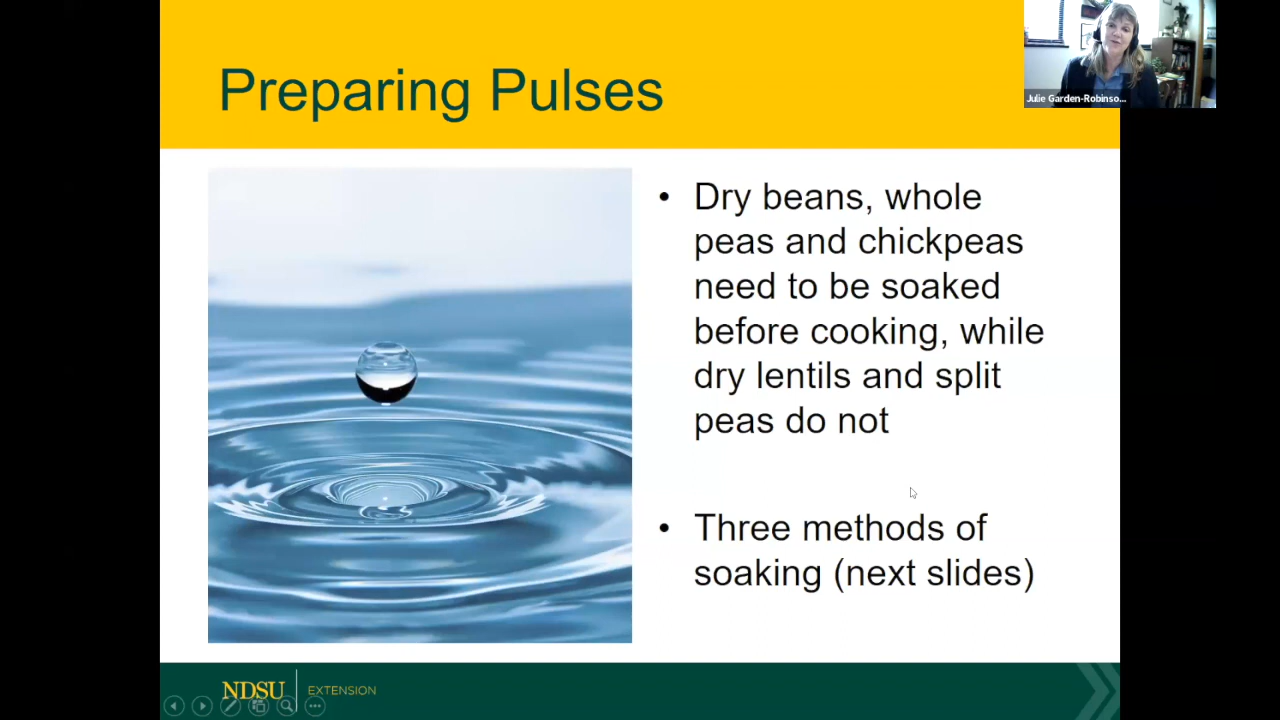 Preparing Pulses
Julie Garden-Robinso...
• Dry beans, whole
peas and chickpeas
need to be soaked
before cooking, while
dry lentils and split
peas do not
• Three methods of
soaking (next slides)
NDSU
EXTENSION